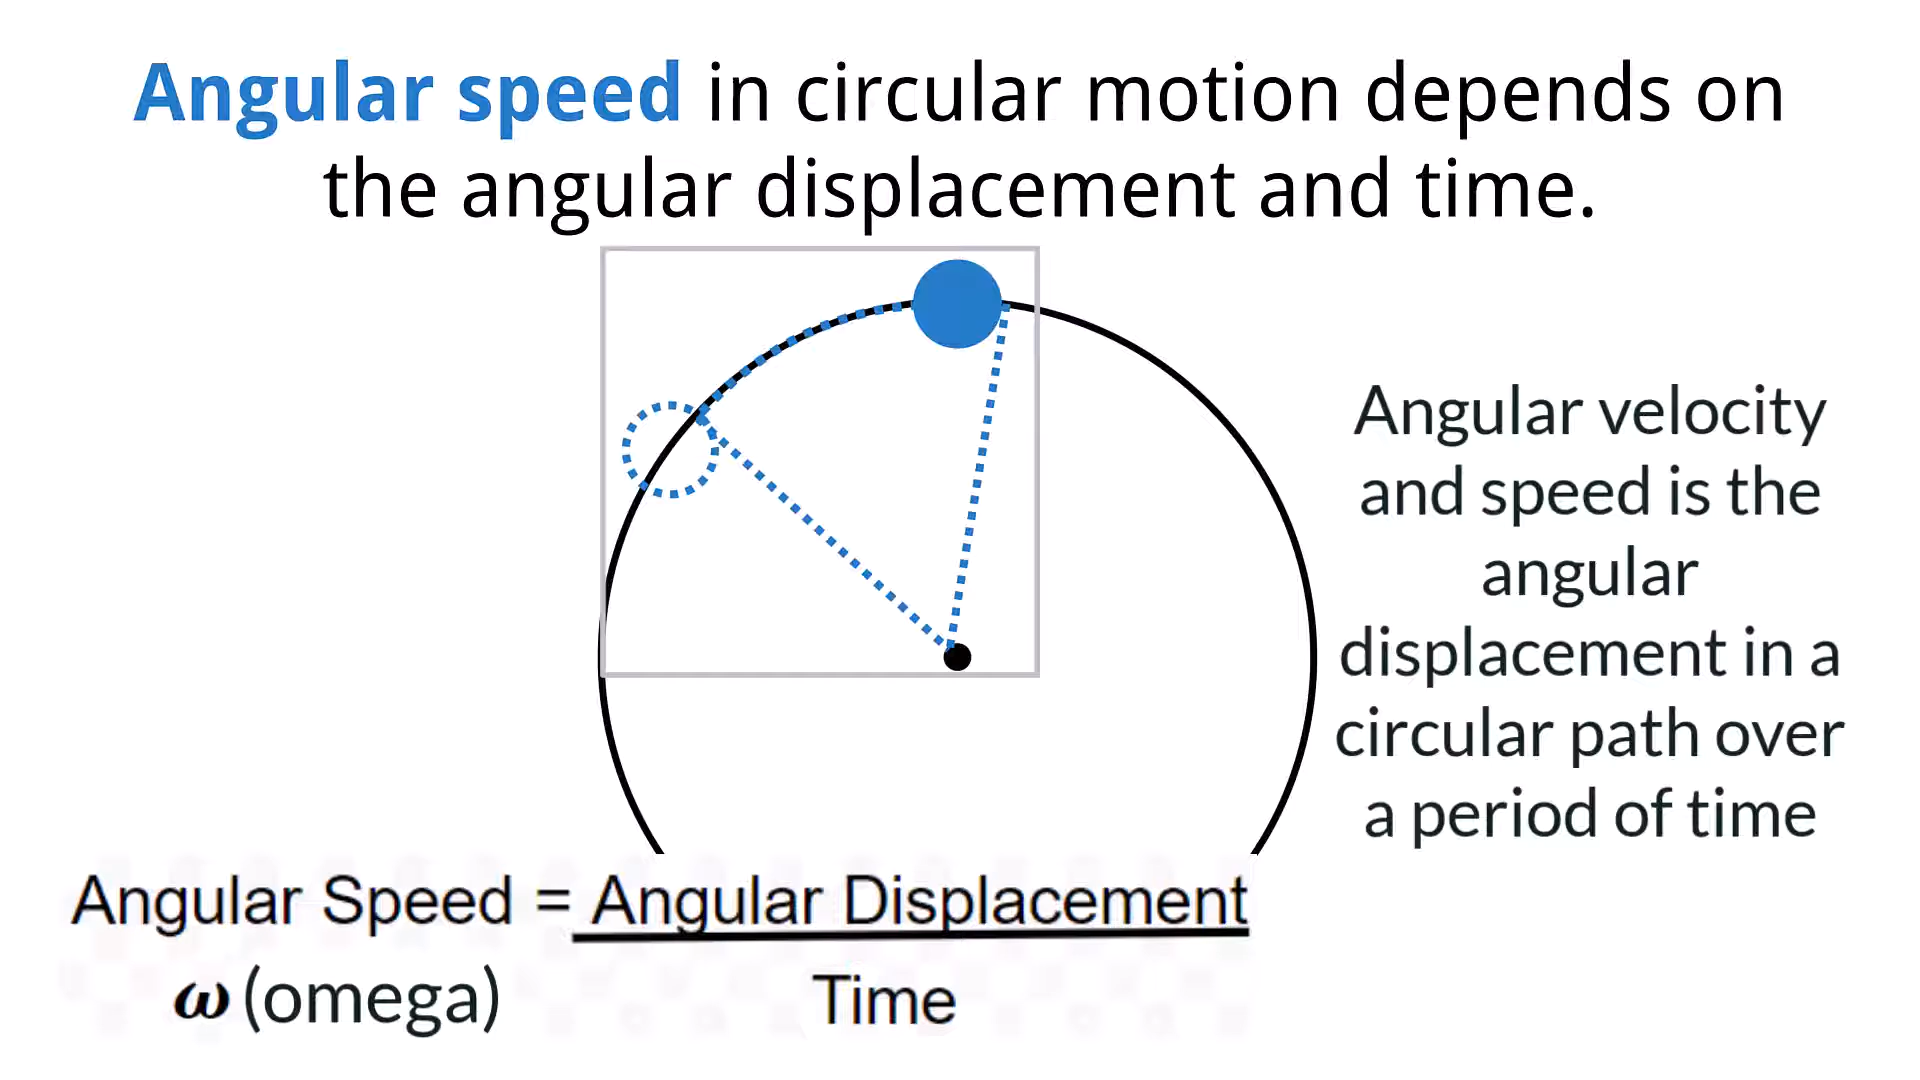 Angular speed in circular motion depends on
the angular displacement and time.
Angular velocity
and speed is the
angular
displacement in a
circular path over
a period of time
Angular Speed = Angular Displacement
ω (omega)
Time